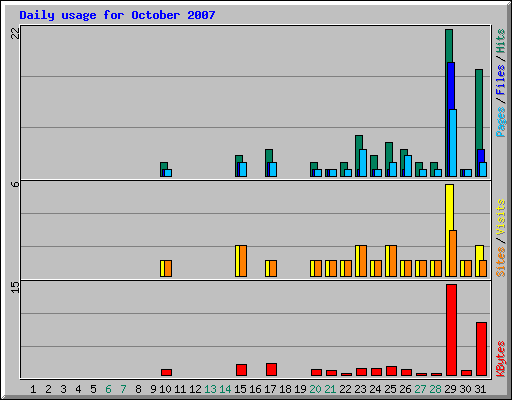 Daily usage for October 2007
22
6
15
Pages / Files / Hits
Sites / Visits
KBytes
1 2 3 4 5 6 7 8 9 10 11 12 13 14 15 16 17 18 19 20 21 22 23 24 25 26 27 28 29 30 31